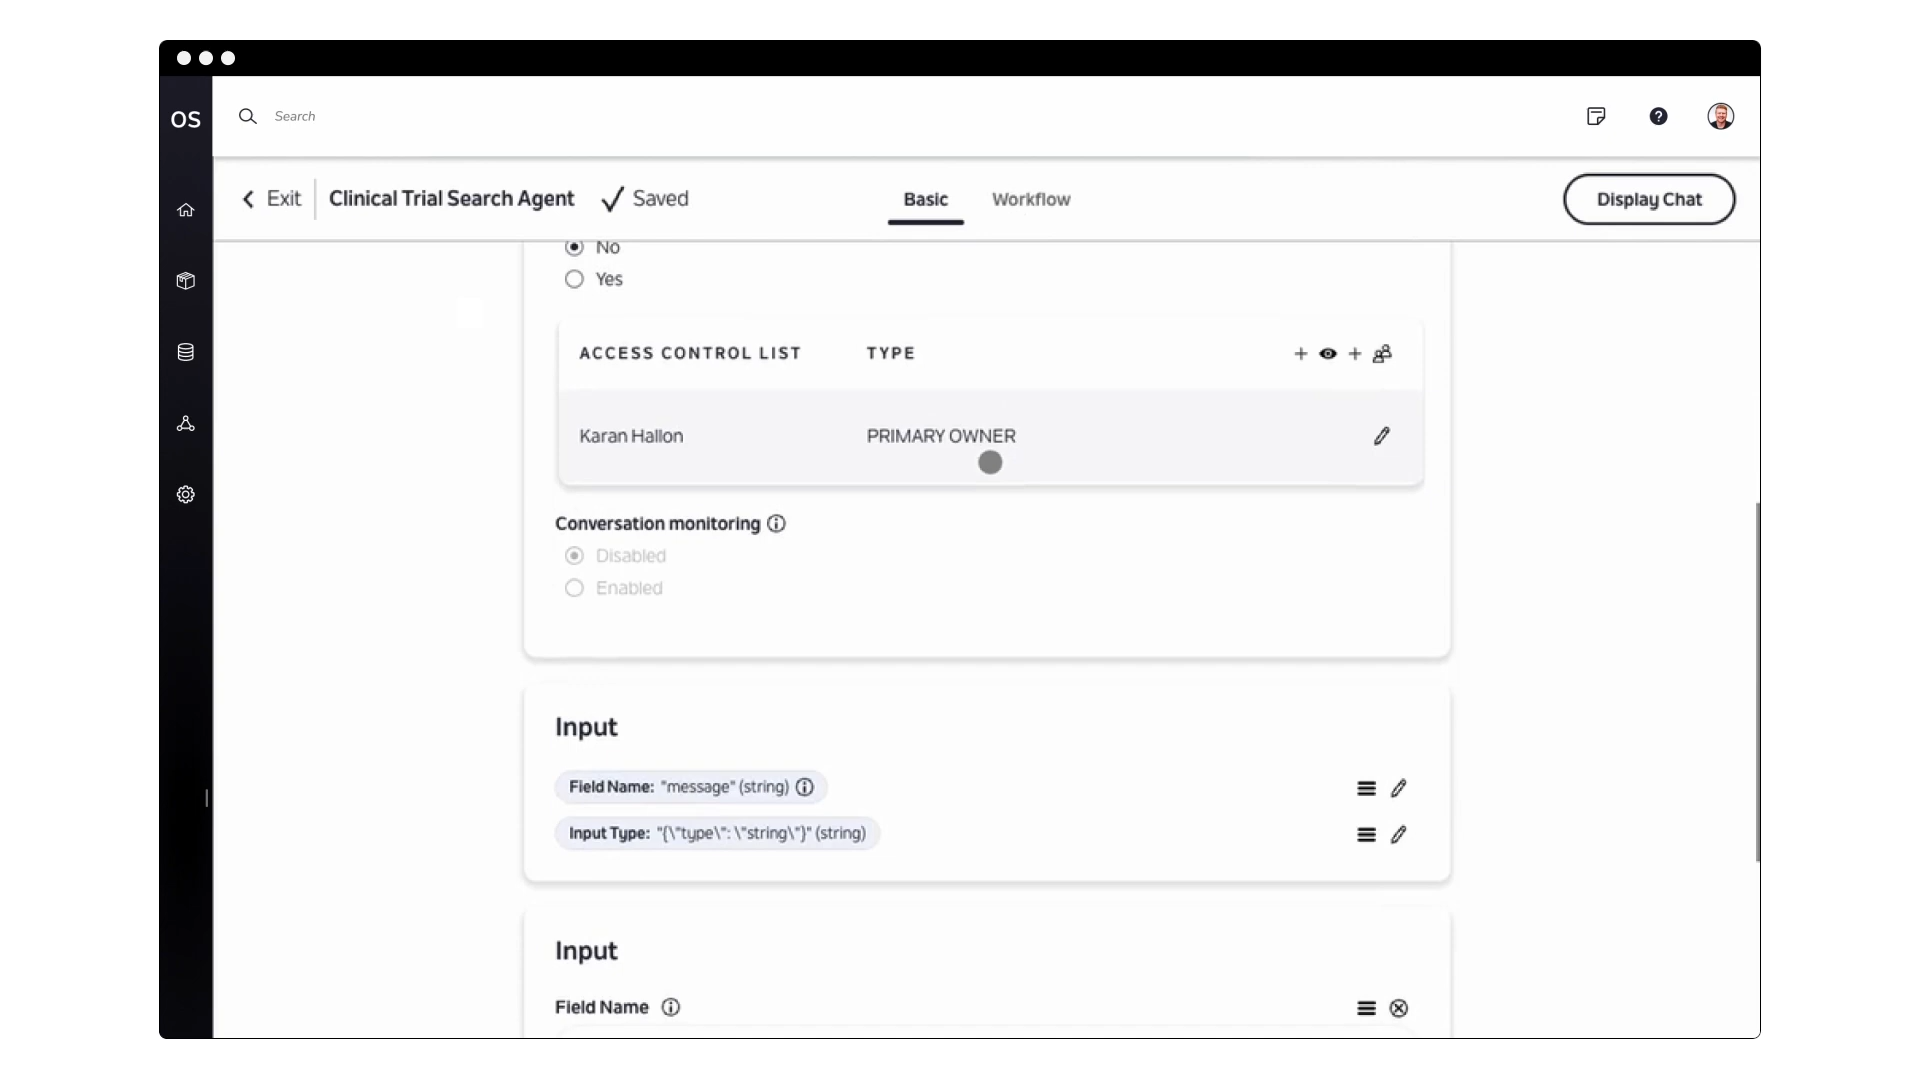 OS
Search
Exit
Clinical Trial Search Agent
Saved
Basic
Workflow
Display Chat
No
Yes
ACCESS CONTROL LIST TYPE
Karan Hallon PRIMARY OWNER
Conversation monitoring
Disabled
Enabled
Input
Field Name: "message" (string)
Input Type: "{\"type\": \"string\"}" (string)
Input
Field Name